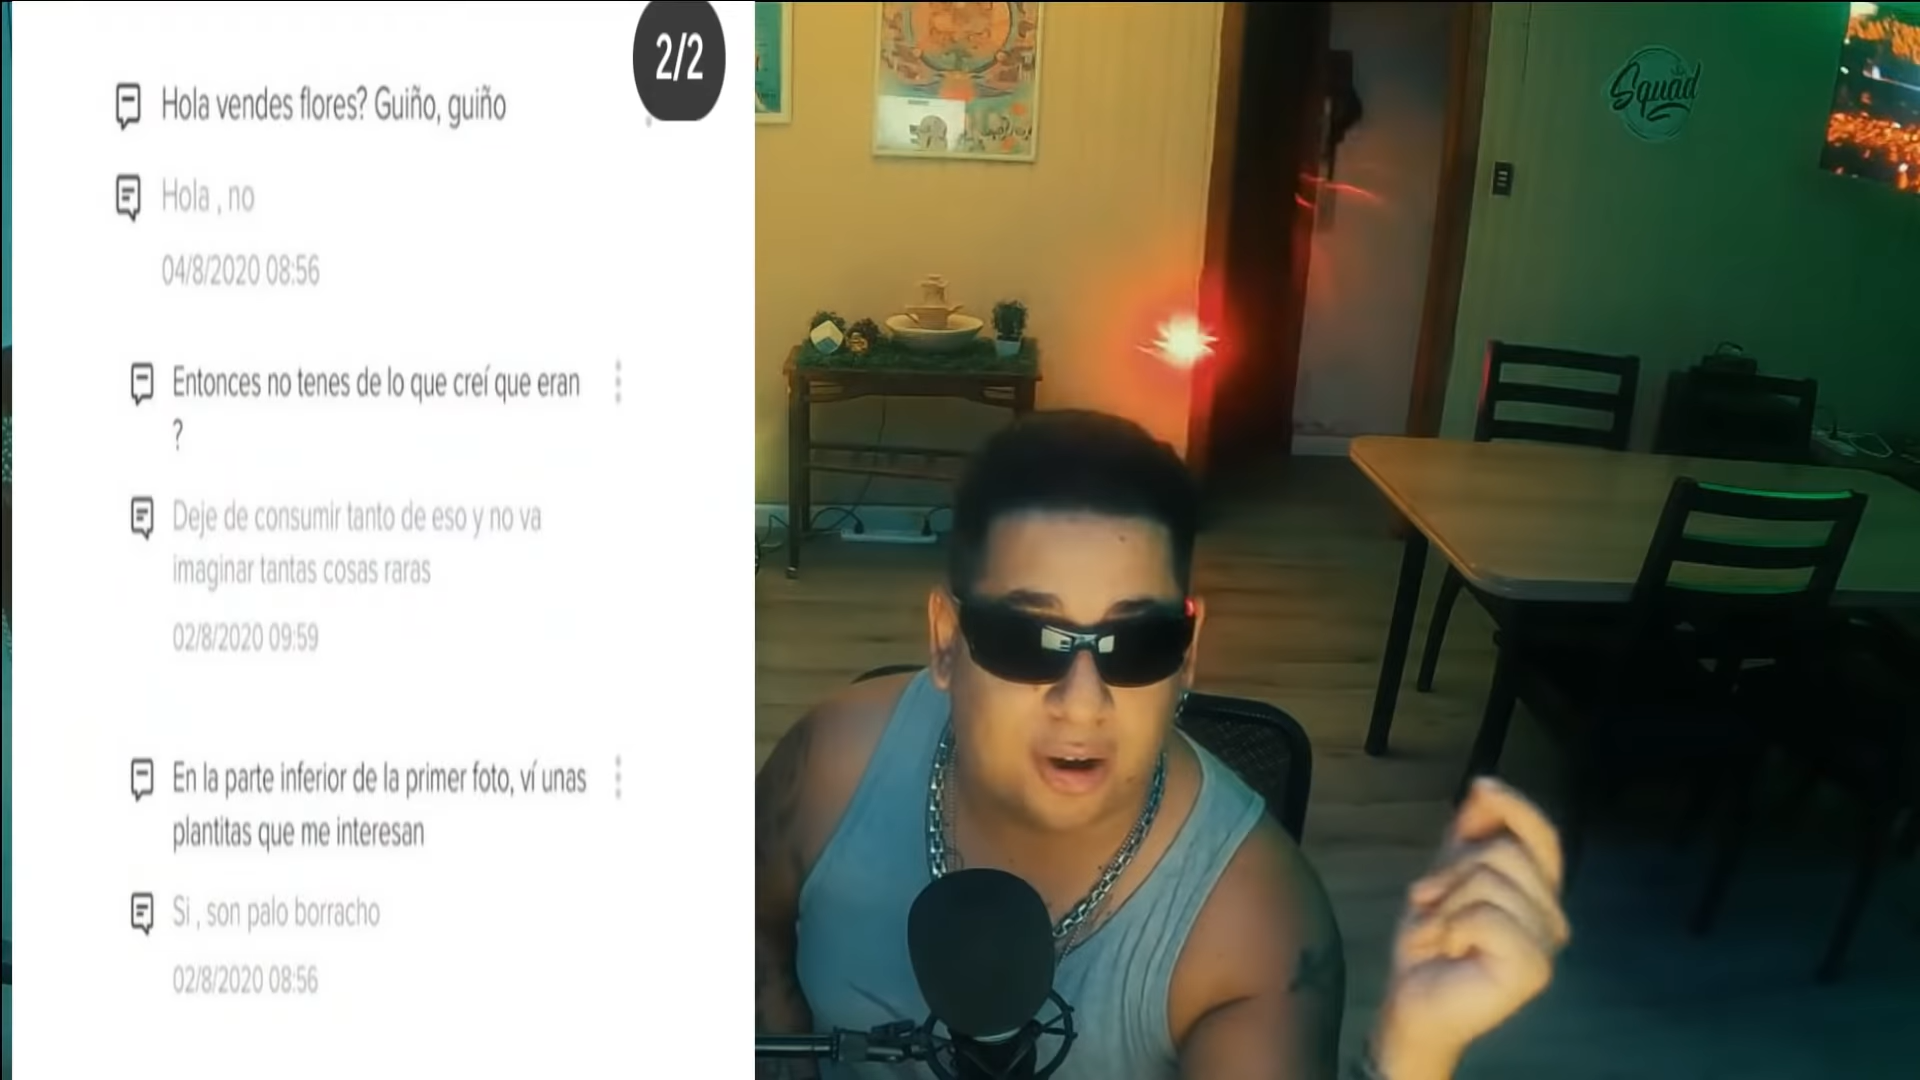 2/2
Hola vendes flores? Guiño, guiño
Hola , no
04/8/2020 08:56
Entonces no tenes de lo que creí que eran
?
Deje de consumir tanto de eso y no va
imaginar tantas cosas raras
02/8/2020 09:59
En la parte inferior de la primer foto, ví unas
plantitas que me interesan
Si , son palo borracho
02/8/2020 08:56
Squad